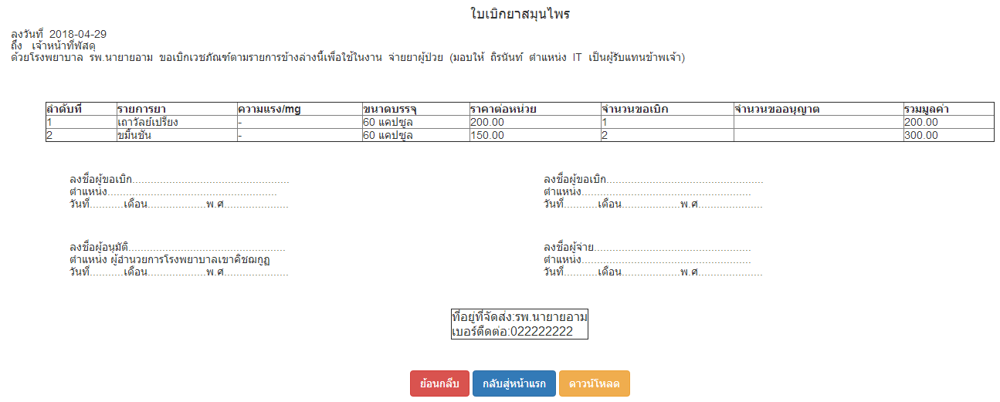 ใบเบิกยาสมุนไพร
ลงวันที่ 2018-04-29
ถึง เจ้าหน้าที่พัสดุ
ด้วยโรงพยาบาล รพ.นายายอาม ขอเบิกเวชภัณฑ์ตามรายการข้างล่างนี้เพื่อใช้ในงาน จ่ายยาผู้ป่วย (มอบให้ ถิรนันท์ ตำแหน่ง IT เป็นผู้รับแทนข้าพเจ้า)
ลำดับที่ รายการยา ความแรง/mg ขนาดบรรจุ ราคาต่อหน่วย จำนวนขอเบิก จำนวนขออนุญาต รวมมูลค่า
1 เถาวัลย์เปรียง - 60 แคปซูล 200.00 1 200.00
2 ขมิ้นชัน - 60 แคปซูล 150.00 2 300.00
ลงชื่อผู้ขอเบิก................................................... ลงชื่อผู้ขอเบิก...................................................
ตำแหน่ง....................................................... ตำแหน่ง.......................................................
วันที่...........เดือน...................พ.ศ..................... วันที่...........เดือน...................พ.ศ.....................
ลงชื่อผู้อนุมัติ................................................... ลงชื่อผู้จ่าย...................................................
ตำแหน่ง ผู้อำนวยการโรงพยาบาลเขาคิชฌกูฏ ตำแหน่ง.......................................................
วันที่...........เดือน...................พ.ศ..................... วันที่...........เดือน...................พ.ศ.....................
ที่อยู่ที่จัดส่ง:รพ.นายายอาม
เบอร์ติดต่อ:022222222
ย้อนกลับ กลับสู่หน้าแรก ดาวน์โหลด